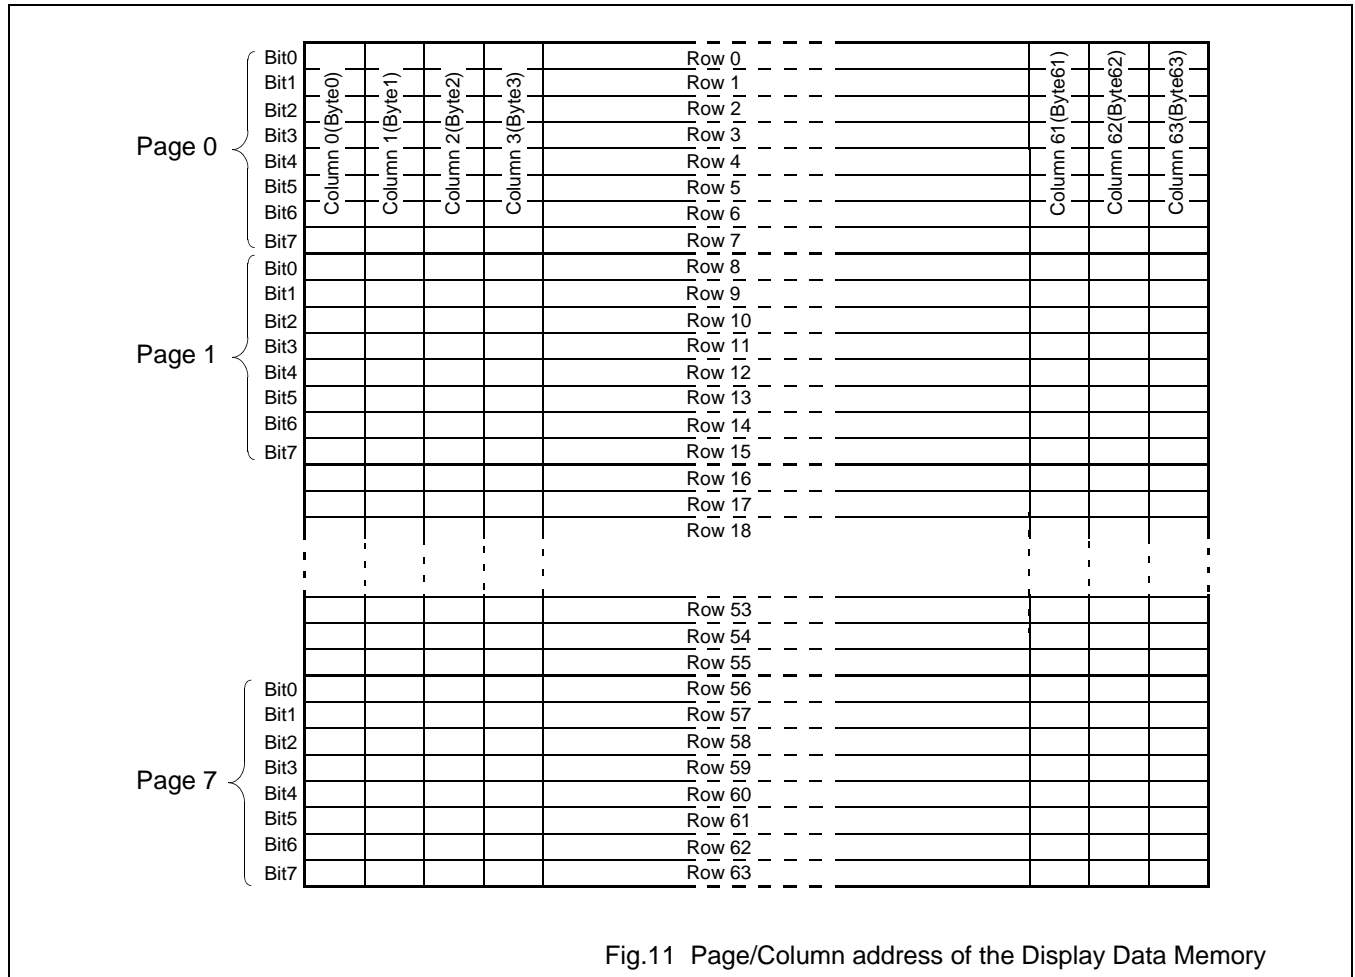 Page 0
Bit0
Bit1
Bit2
Bit3
Bit4
Bit5
Bit6
Bit7
Column 0(Byte0)
Column 1(Byte1)
Column 2(Byte2)
Column 3(Byte3)
Row 0
Row 1
Row 2
Row 3
Row 4
Row 5
Row 6
Row 7
Column 61(Byte61)
Column 62(Byte62)
Column 63(Byte63)
Page 1
Bit0
Bit1
Bit2
Bit3
Bit4
Bit5
Bit6
Bit7
Row 8
Row 9
Row 10
Row 11
Row 12
Row 13
Row 14
Row 15
Row 16
Row 17
Row 18
Row 53
Row 54
Row 55
Page 7
Bit0
Bit1
Bit2
Bit3
Bit4
Bit5
Bit6
Bit7
Row 56
Row 57
Row 58
Row 59
Row 60
Row 61
Row 62
Row 63
Fig.11 Page/Column address of the Display Data Memory